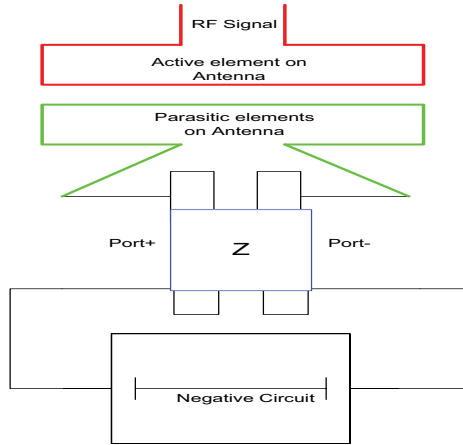 RF Signal
Active element on
Antenna
Parasitic elements
on Antenna
Port+
Z
Port-
Negative Circuit